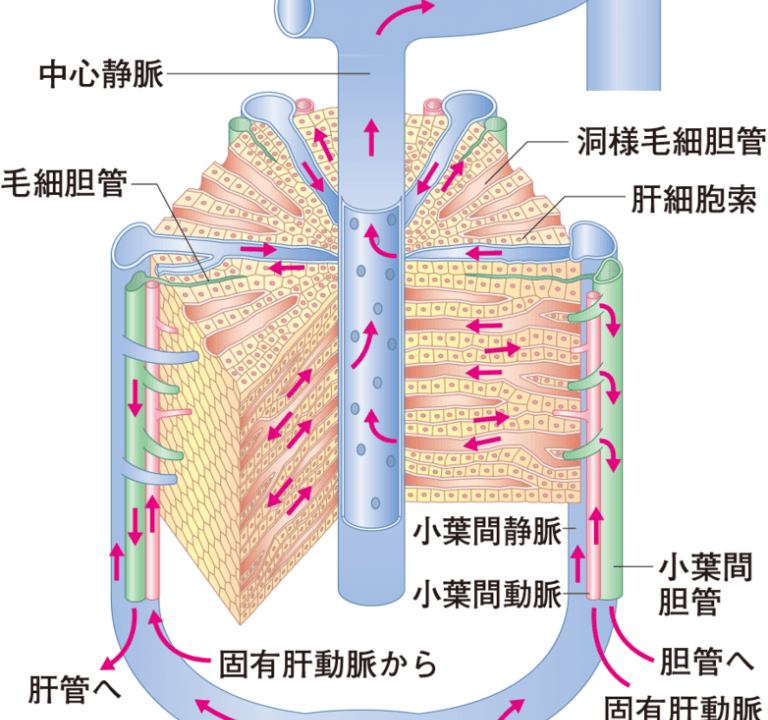 中心静脈
洞様毛細胆管
毛細胆管
肝細胞索
小葉間静脈
小葉間動脈
小葉間
胆管
固有肝動脈から
肝管へ
胆管へ
固有肝動脈